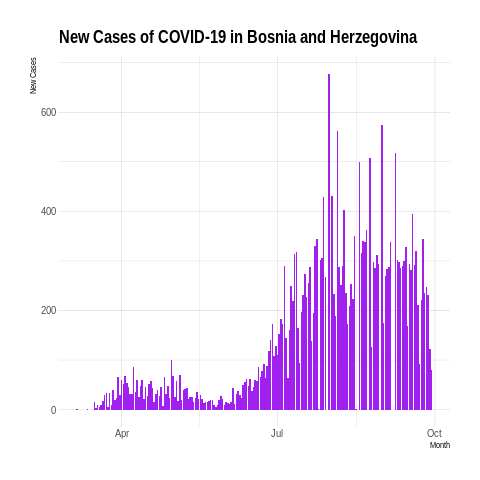 New Cases of COVID-19 in Bosnia and Herzegovina
New Cases
600
400
200
0
Apr
Jul
Oct
Month